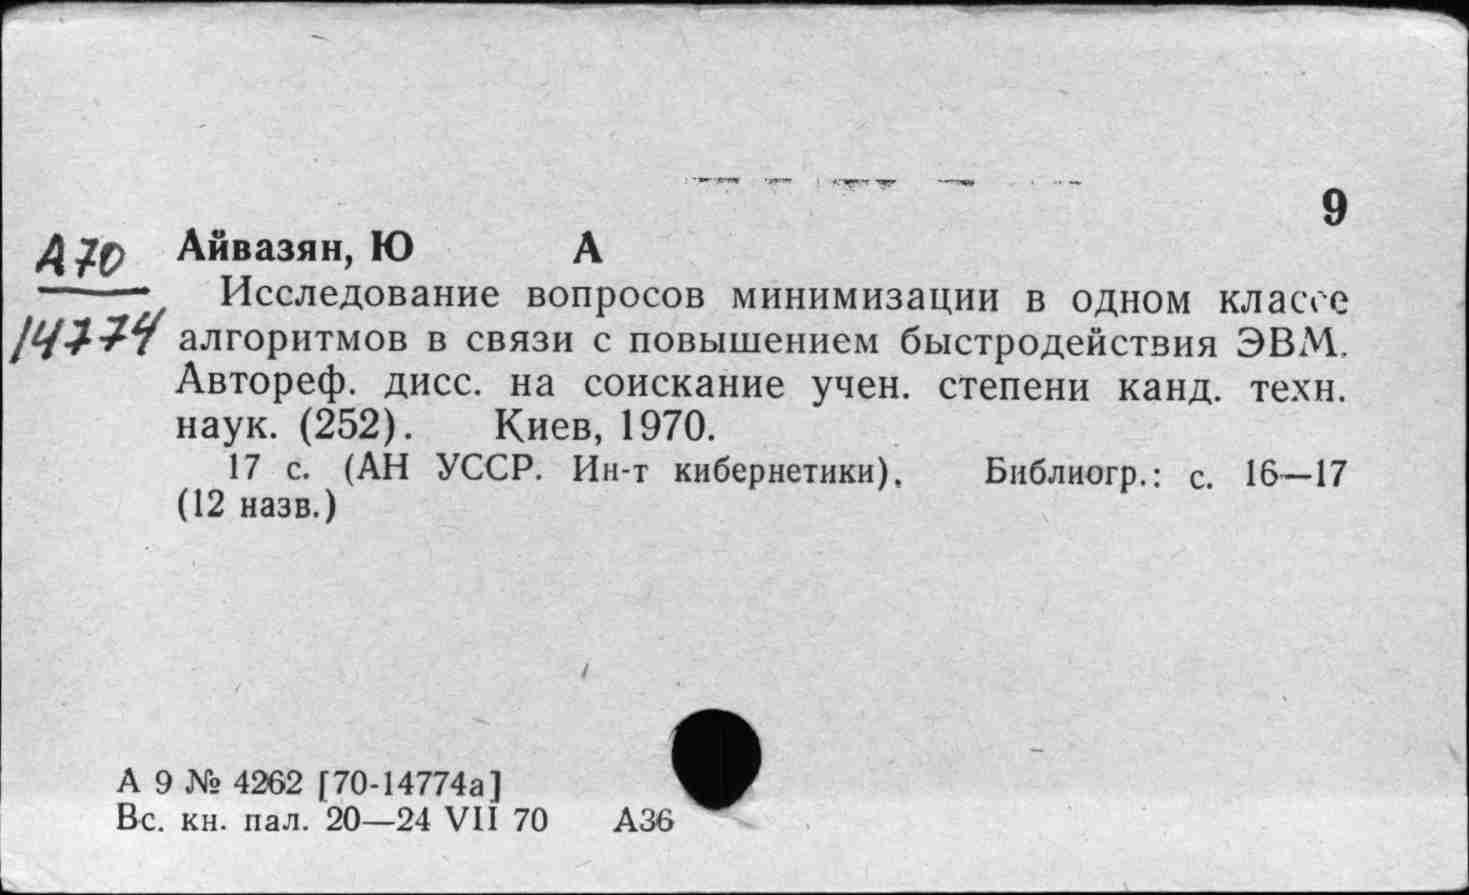 9
А70 Айвазян, Ю А
Исследование вопросов минимизации в одном классе
14774 алгоритмов в связи с повышением быстродействия ЭВМ.
Автореф. дисс. на соискание учен. степени канд. техн.
наук. (252). Киев, 1970.
17 с. (АН УССР. Ин-т кибернетики). Библиогр.: с. 16—17
(12 назв.)
А 9 № 4262 [70-14774а]
Вс. кн. пал. 20—24 VII 70 А36